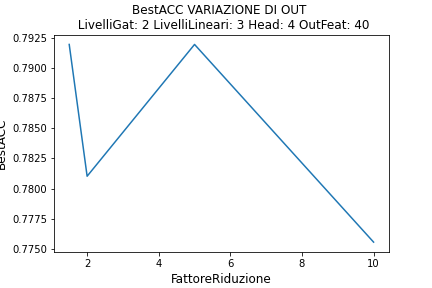 BestACC VARIAZIONE DI OUT
LivelliGat: 2 LivelliLineari: 3 Head: 4 OutFeat: 40
0.7925
0.7900
0.7875
0.7850
0.7825
0.7800
0.7775
0.7750
BestACC
2 4 6 8 10
FattoreRiduzione